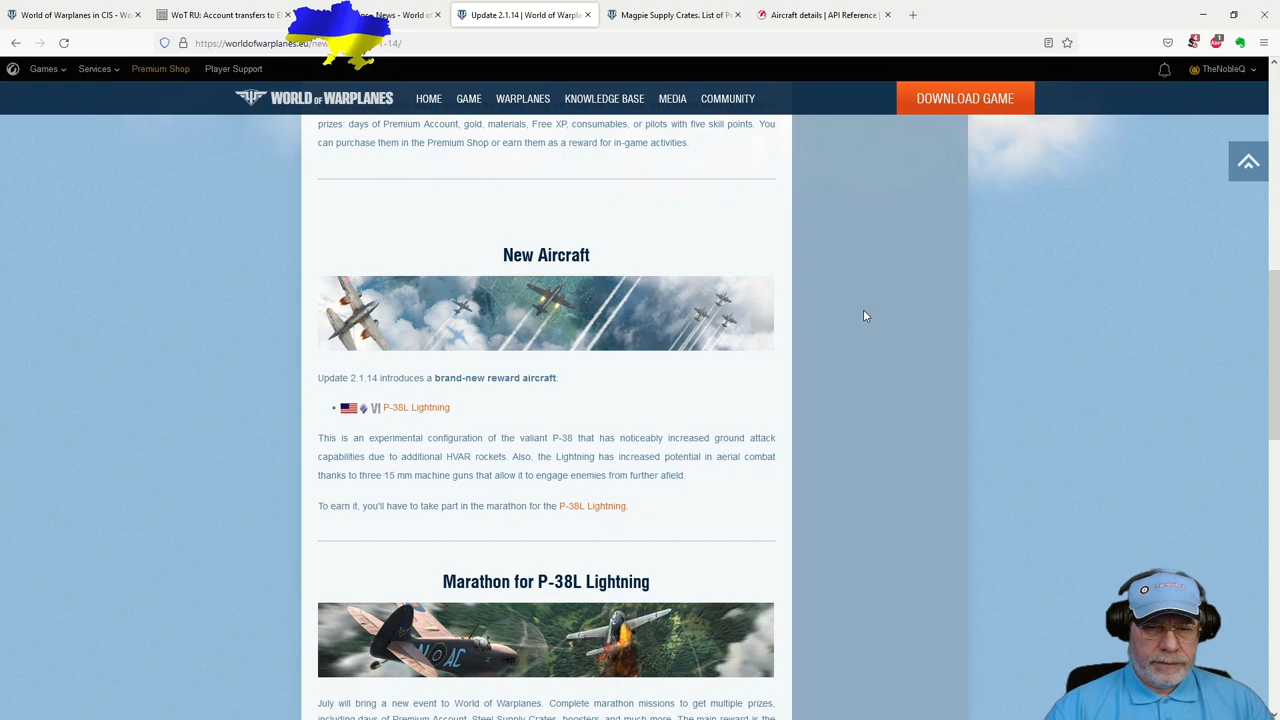 World of Warplanes in CIS -
WoT RU: Account transfers to E
News - World of
Update 2.1.14 | World of Warpla
Magpie Supply Crates. List of P
Aircraft details | API Reference
https://worldofwarplanes.eu/
14/
Games
Services
Premium Shop
Player Support
TheNobleQ
WORLD OF WARPLANES
HOME
GAME
WARPLANES
KNOWLEDGE BASE
MEDIA
COMMUNITY
DOWNLOAD GAME
prizes: days of Premium Account, gold, materials, Free XP, consumables, or pilots with five skill points. You
can purchase them in the Premium Shop or earn them as a reward for in-game activities.
New Aircraft
Update 2.1.14 introduces a brand-new reward aircraft:
• VI P-38L Lightning
This is an experimental configuration of the valiant P-38 that has noticeably increased ground attack
capabilities due to additional HVAR rockets. Also, the Lightning has increased potential in aerial combat
thanks to three 15 mm machine guns that allow it to engage enemies from further afield.
To earn it, you'll have to take part in the marathon for the P-38L Lightning.
Marathon for P-38L Lightning
AC
July will bring a new event to World of Warplanes. Complete marathon missions to get multiple prizes,
including days of Premium Account, Steel Supply Crates, boosters, and much more. The main reward is the